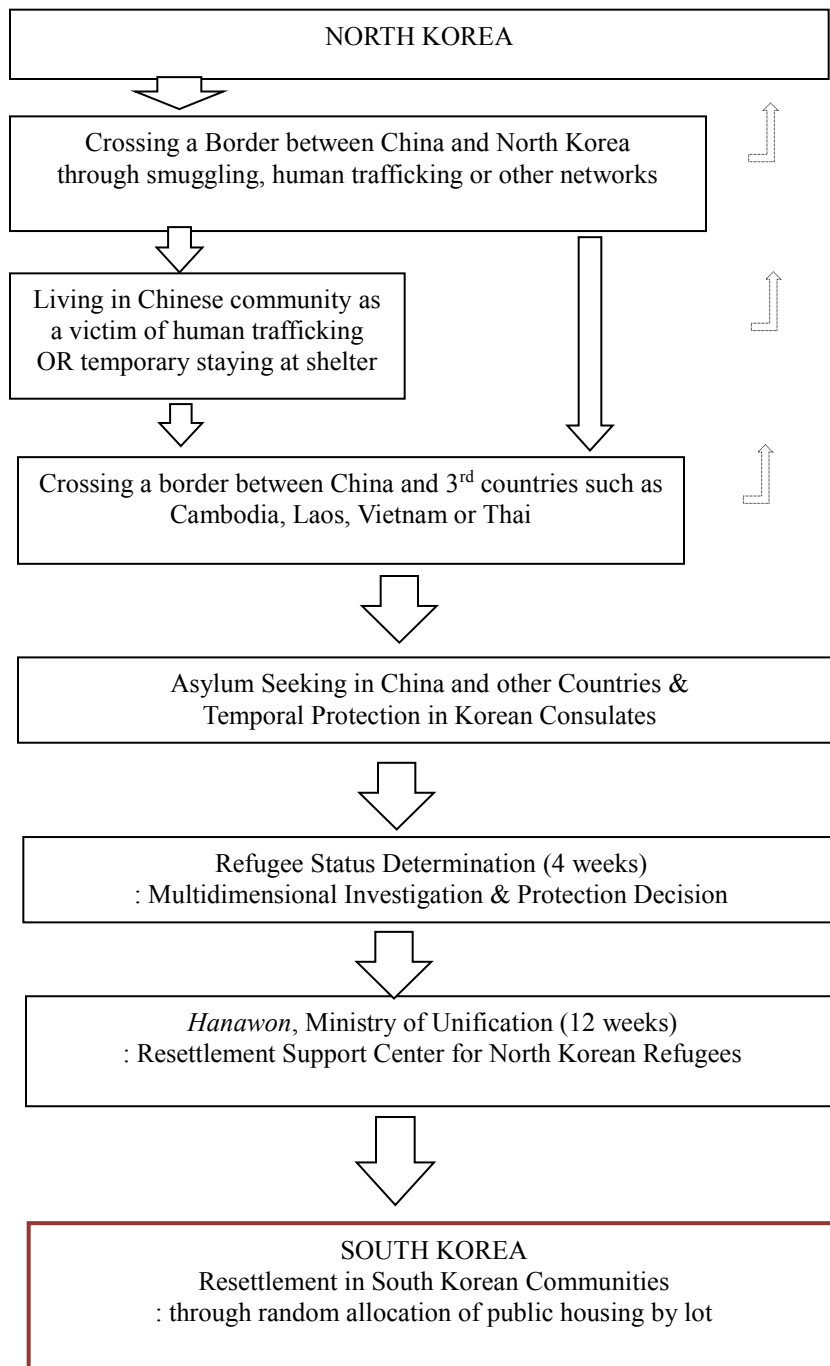 NORTH KOREA
Crossing a Border between China and North Korea
through smuggling, human trafficking or other networks
Living in Chinese community as
a victim of human trafficking
OR temporary staying at shelter
Crossing a border between China and 3rd countries such as
Cambodia, Laos, Vietnam or Thai
Asylum Seeking in China and other Countries &
Temporal Protection in Korean Consulates
Refugee Status Determination (4 weeks)
: Multidimensional Investigation & Protection Decision
Hanawon, Ministry of Unification (12 weeks)
: Resettlement Support Center for North Korean Refugees
SOUTH KOREA
Resettlement in South Korean Communities
: through random allocation of public housing by lot